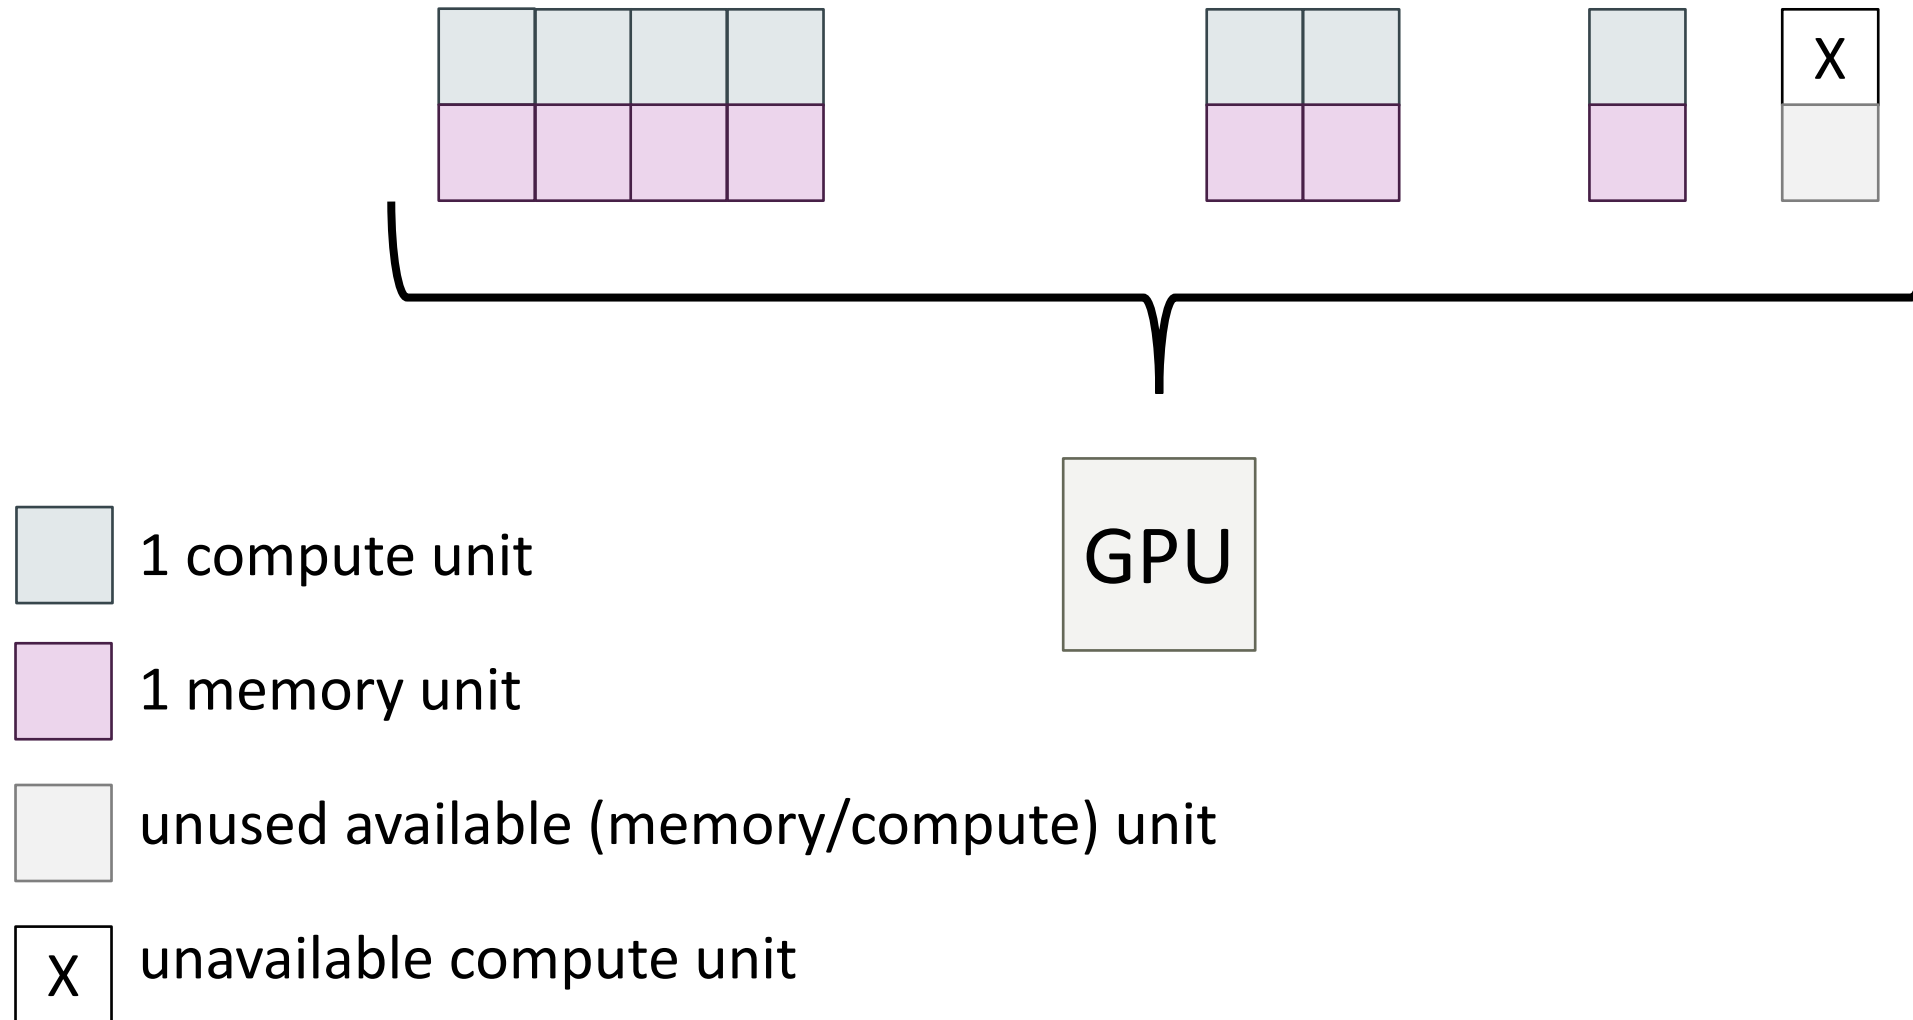 X
GPU
1 compute unit
1 memory unit
unused available (memory/compute) unit
X unavailable compute unit